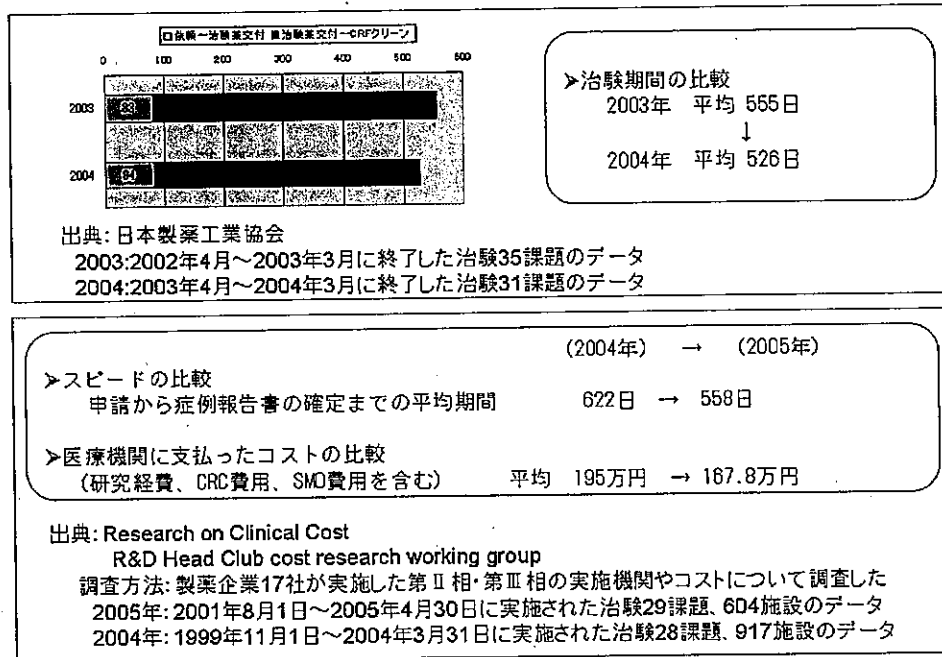 □依頼～治験薬交付 ■治験薬交付～CRFクリーン
0 100 200 300 400 500 600
2003 83
2004 84
➢治験期間の比較
2003年 平均 555日
↓
2004年 平均 526日
出典: 日本製薬工業協会
2003:2002年4月～2003年3月に終了した治験35課題のデータ
2004:2003年4月～2004年3月に終了した治験31課題のデータ
(2004年) → (2005年)
➢スピードの比較
申請から症例報告書の確定までの平均期間 622日 → 558日
➢医療機関に支払ったコストの比較
(研究経費、CRC費用、SMO費用を含む) 平均 195万円 → 167.8万円
出典: Research on Clinical Cost
R&D Head Club cost research working group
調査方法: 製薬企業17社が実施した第Ⅱ相・第Ⅲ相の実施機関やコストについて調査した
2005年: 2001年8月1日～2005年4月30日に実施された治験29課題、604施設のデータ
2004年: 1999年11月1日～2004年3月31日に実施された治験28課題、917施設のデータ